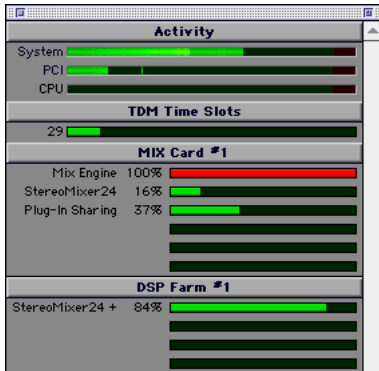 Activity
System
PCI
CPU
TDM Time Slots
29
MIX Card #1
Mix Engine 100%
StereoMixer24 16%
Plug-In Sharing 37%
DSP Farm #1
StereoMixer24 + 84%